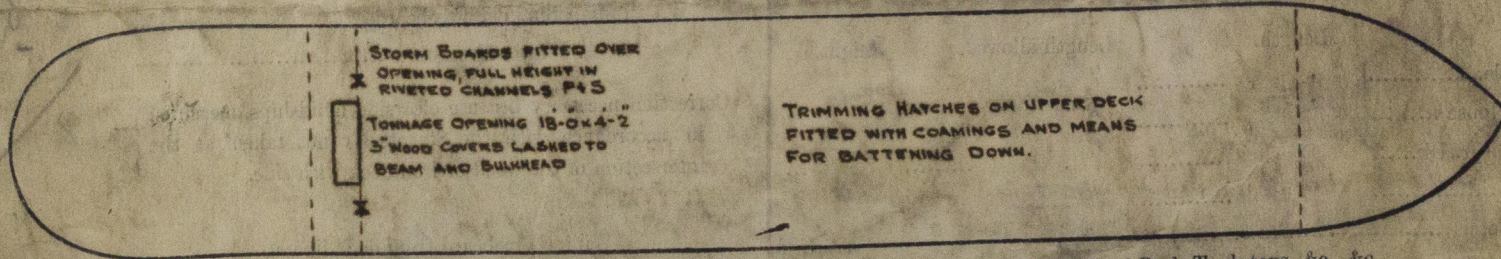 STORM BOARDS FITTED OVER
OPENING, FULL HEIGHT IN
RIVETED CHANNELS P & S
TONNAGE OPENING 18'-0" x 4'-2"
3" WOOD COVERS LASHED TO
BEAM AND BULKHEAD
TRIMMING HATCHES ON UPPER DECK
FITTED WITH COAMINGS AND MEANS
FOR BATTENING DOWN.